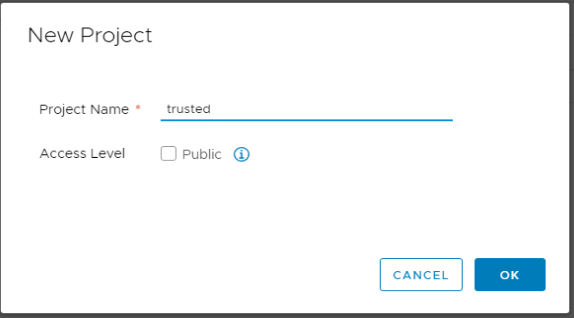 New Project
Project Name * trusted
Access Level Public
CANCEL OK